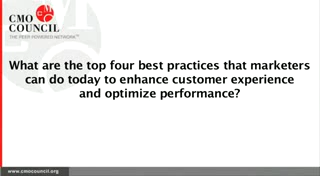 CMO
COUNCIL
THE PEER-POWERED NETWORK™
What are the top four best practices that marketers
can do today to enhance customer experience
and optimize performance?
www.cmocouncil.org